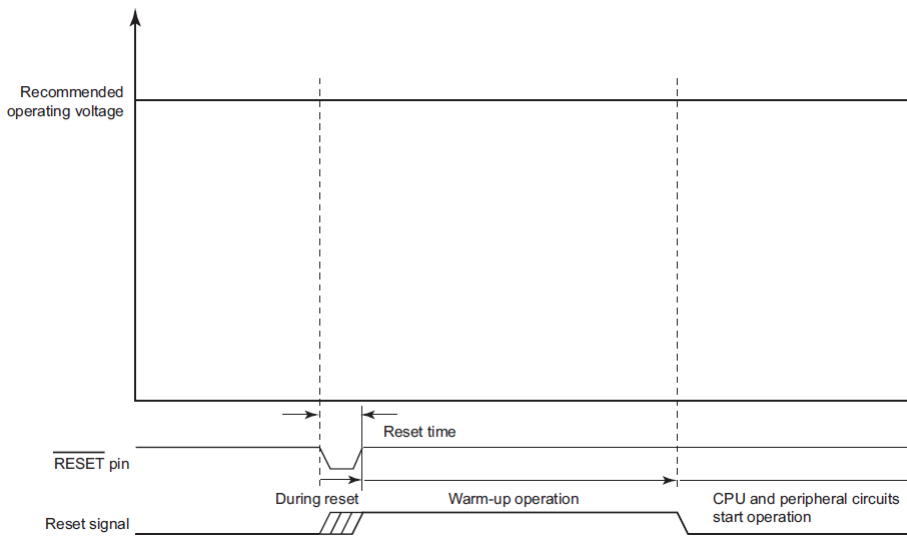 Recommended
operating voltage
Reset time
RESET pin
During reset
Warm-up operation
CPU and peripheral circuits
start operation
Reset signal